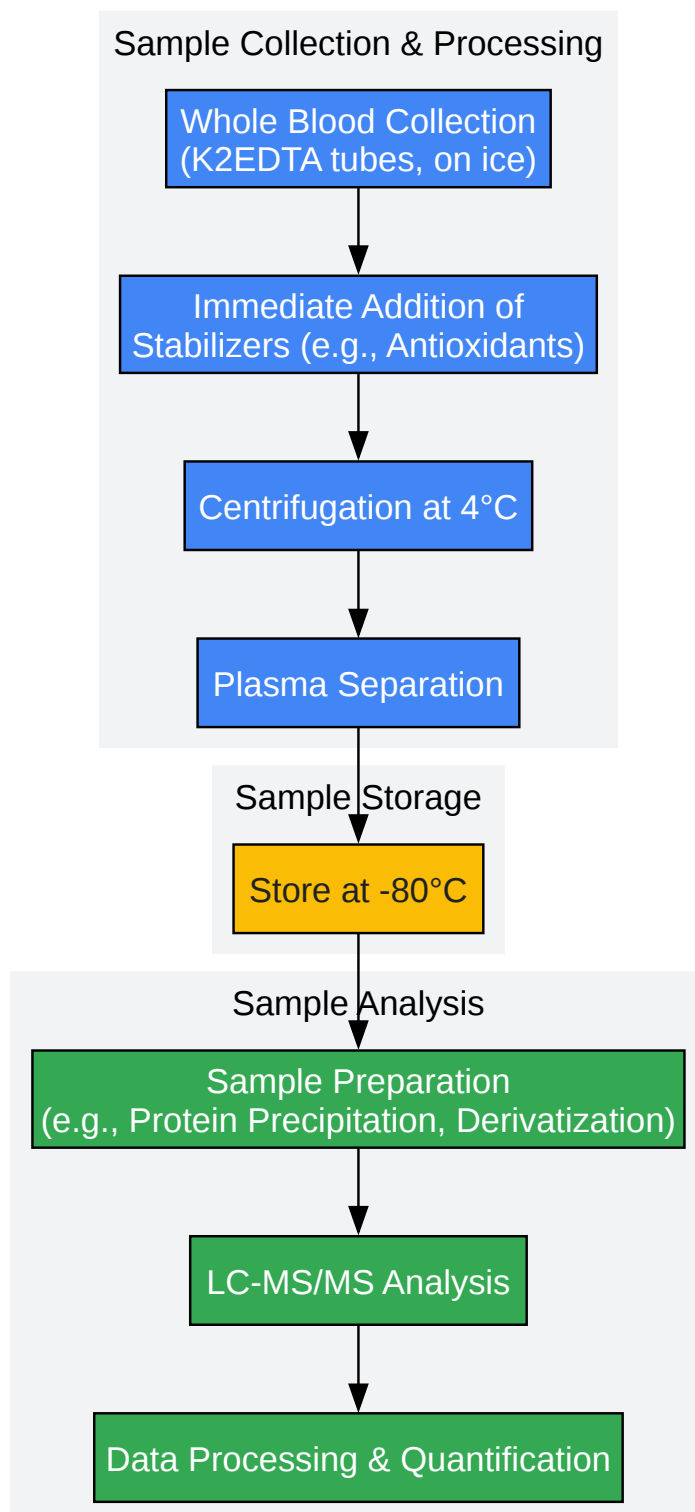 Sample Collection & Processing
Whole Blood Collection
(K2EDTA tubes, on ice)
Immediate Addition of
Stabilizers (e.g., Antioxidants)
Centrifugation at 4°C
Plasma Separation
Sample Storage
Store at -80°C
Sample Analysis
Sample Preparation
(e.g., Protein Precipitation, Derivatization)
LC-MS/MS Analysis
Data Processing & Quantification